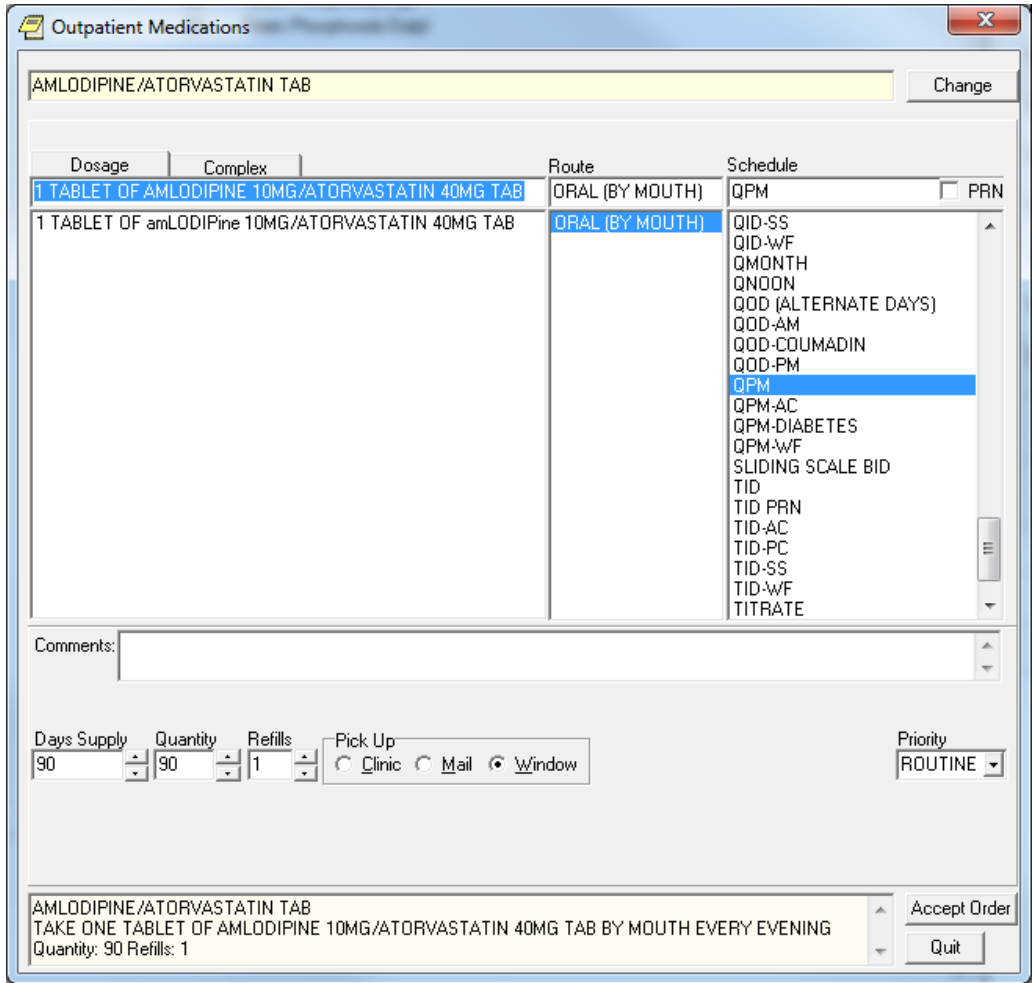 Outpatient Medications
AMLODIPINE/ATORVASTATIN TAB
Change
Dosage
Complex
Route
Schedule
1 TABLET OF AMLODIPINE 10MG/ATORVASTATIN 40MG TAB
ORAL (BY MOUTH)
QPM
PRN
1 TABLET OF amLODIPine 10MG/ATORVASTATIN 40MG TAB
ORAL (BY MOUTH)
QID-SS
QID-WF
QMONTH
QNOON
QOD (ALTERNATE DAYS)
QOD-AM
QOD-COUMADIN
QOD-PM
QPM
QPM-AC
QPM-DIABETES
QPM-WF
SLIDING SCALE BID
TID
TID PRN
TID-AC
TID-PC
TID-SS
TID-WF
TITRATE
Comments:
Days Supply
Quantity
Refills
Pick Up
Priority
90
90
1
Clinic
Mail
Window
ROUTINE
AMLODIPINE/ATORVASTATIN TAB
TAKE ONE TABLET OF AMLODIPINE 10MG/ATORVASTATIN 40MG TAB BY MOUTH EVERY EVENING
Quantity: 90 Refills: 1
Accept Order
Quit